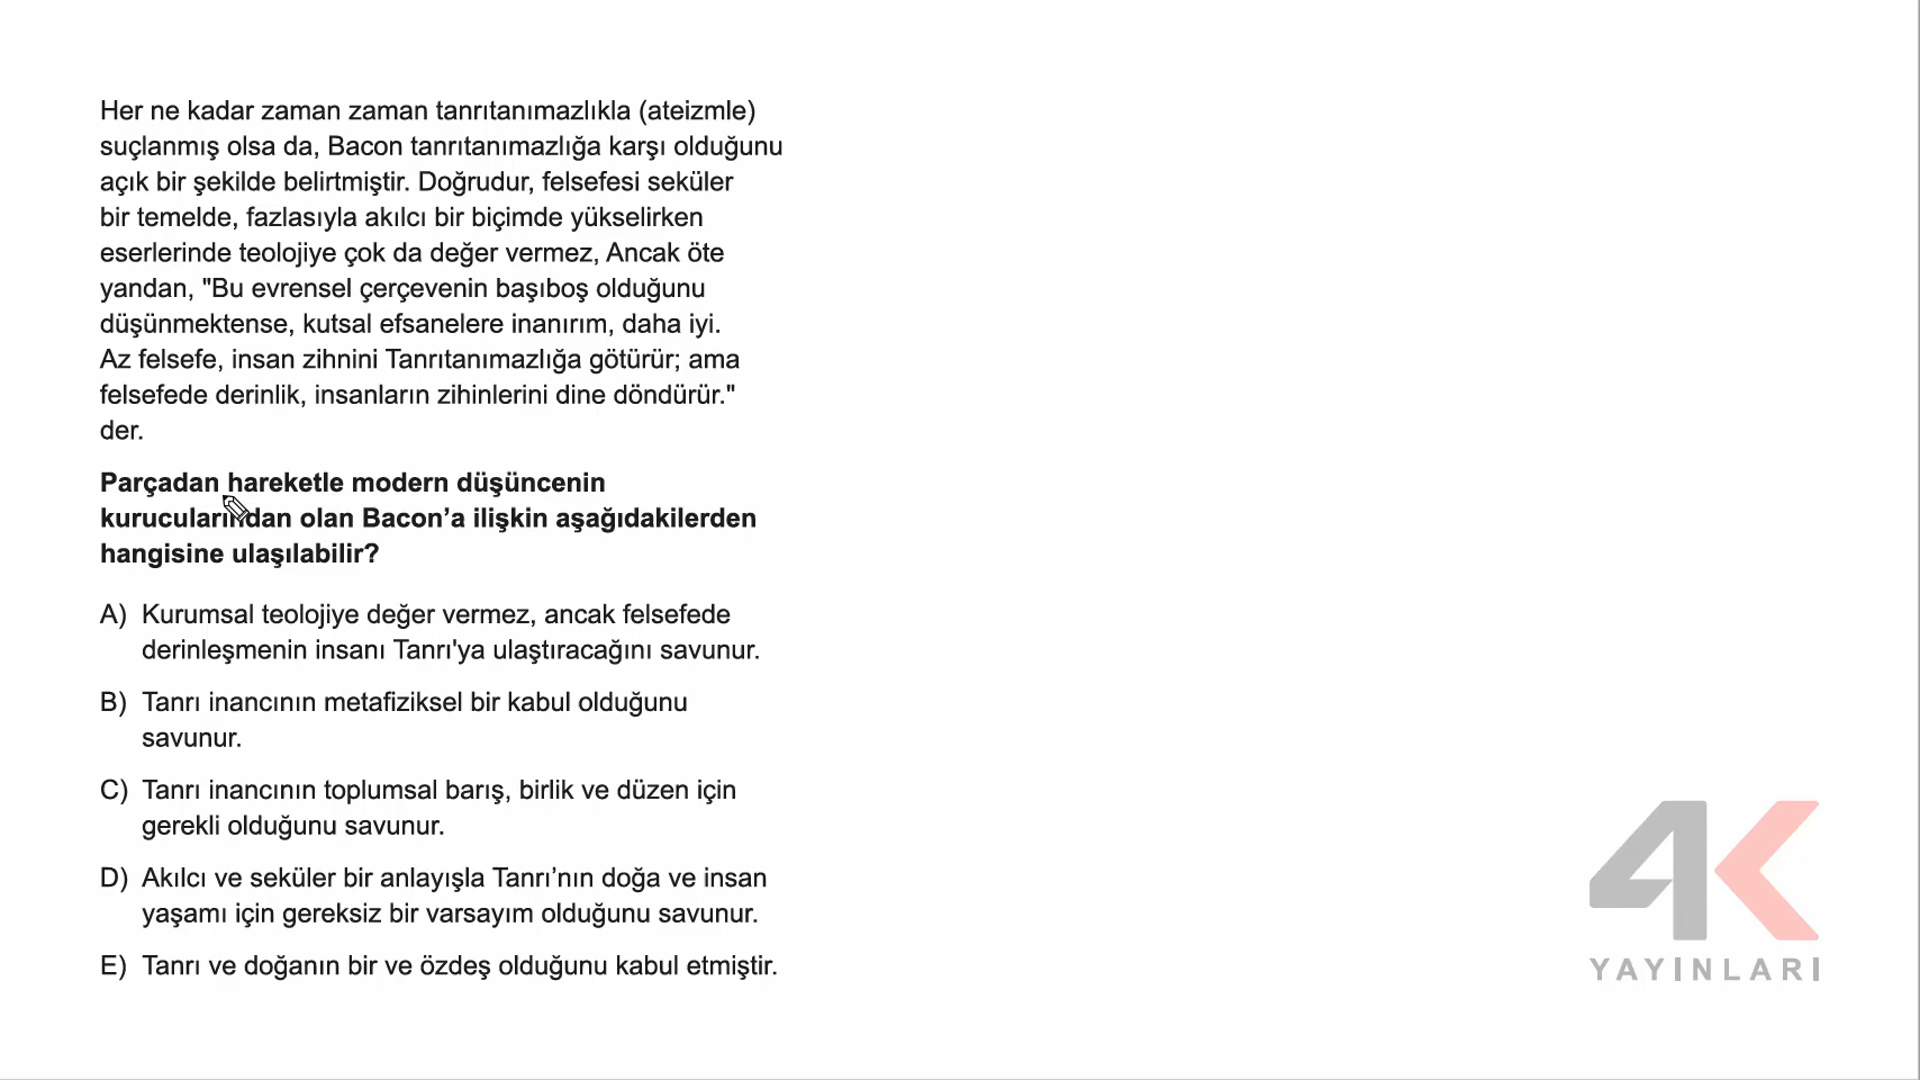 Her ne kadar zaman zaman tanrıtanımazlıkla (ateizmle)
suçlanmış olsa da, Bacon tanrıtanımazlığa karşı olduğunu
açık bir şekilde belirtmiştir. Doğrudur, felsefesi seküler
bir temelde, fazlasıyla akılcı bir biçimde yükselirken
eserlerinde teolojiye çok da değer vermez, Ancak öte
yandan, "Bu evrensel çerçevenin başıboş olduğunu
düşünmektense, kutsal efsanelere inanırım, daha iyi.
Az felsefe, insan zihnini Tanrıtanımazlığa götürür; ama
felsefede derinlik, insanların zihinlerini dine döndürür."
der.
Parçadan hareketle modern düşüncenin
kurucularından olan Bacon’a ilişkin aşağıdakilerden
hangisine ulaşılabilir?
A) Kurumsal teolojiye değer vermez, ancak felsefede
derinleşmenin insanı Tanrı'ya ulaştıracağını savunur.
B) Tanrı inancının metafiziksel bir kabul olduğunu
savunur.
C) Tanrı inancının toplumsal barış, birlik ve düzen için
gerekli olduğunu savunur.
D) Akılcı ve seküler bir anlayışla Tanrı’nın doğa ve insan
yaşamı için gereksiz bir varsayım olduğunu savunur.
E) Tanrı ve doğanın bir ve özdeş olduğunu kabul etmiştir.
4K
YAYINLARI